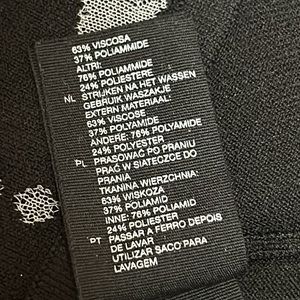 63% VISCOSA
37% POLIAMMIDE
ALTRI:
76% POLIAMMIDE
24% POLIESTERE
NL STRIJKEN NA HET WASSEN
GEBRUIK WASZAKJE
EXTERN MATERIAAL:
63% VISCOSE
37% POLYAMIDE
ANDERE: 76% POLYAMIDE
24% POLYESTER
PL PRASOWAĆ PO PRANIU
PRAĆ W SIATECZCE DO
PRANIA
TKANINA WIERZCHNIA:
63% WISKOZA
37% POLIAMID
INNE: 76% POLIAMID
24% POLIESTER
PT PASSAR A FERRO DEPOIS
DE LAVAR
UTILIZAR SACO PARA
LAVAGEM